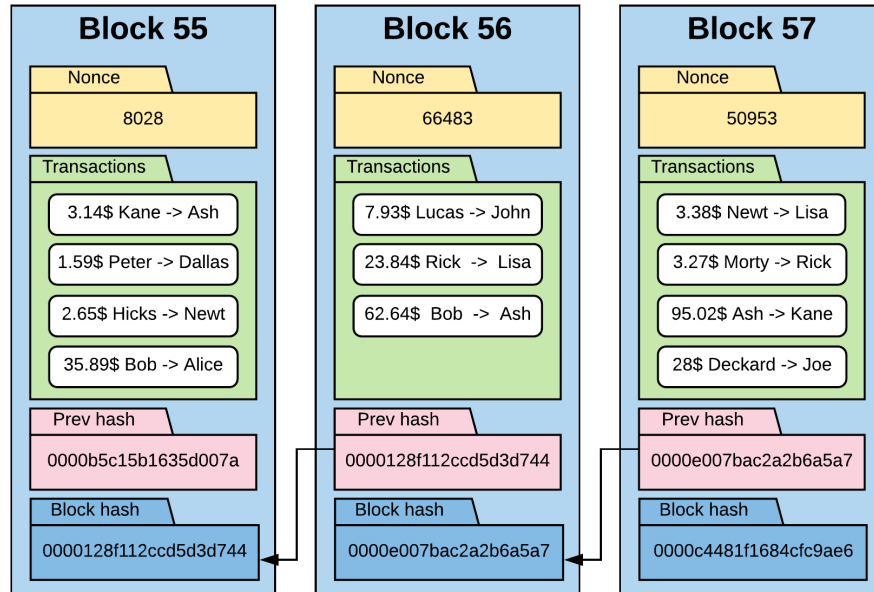 Block 55
Nonce
8028
Transactions
3.14$ Kane -> Ash
1.59$ Peter -> Dallas
2.65$ Hicks -> Newt
35.89$ Bob -> Alice
Prev hash
0000b5c15b1635d007a
Block hash
0000128f112ccd5d3d744
Block 56
Nonce
66483
Transactions
7.93$ Lucas -> John
23.84$ Rick -> Lisa
62.64$ Bob -> Ash
Prev hash
0000128f112ccd5d3d744
Block hash
0000e007bac2a2b6a5a7
Block 57
Nonce
50953
Transactions
3.38$ Newt -> Lisa
3.27$ Morty -> Rick
95.02$ Ash -> Kane
28$ Deckard -> Joe
Prev hash
0000e007bac2a2b6a5a7
Block hash
0000c4481f1684cfc9ae6